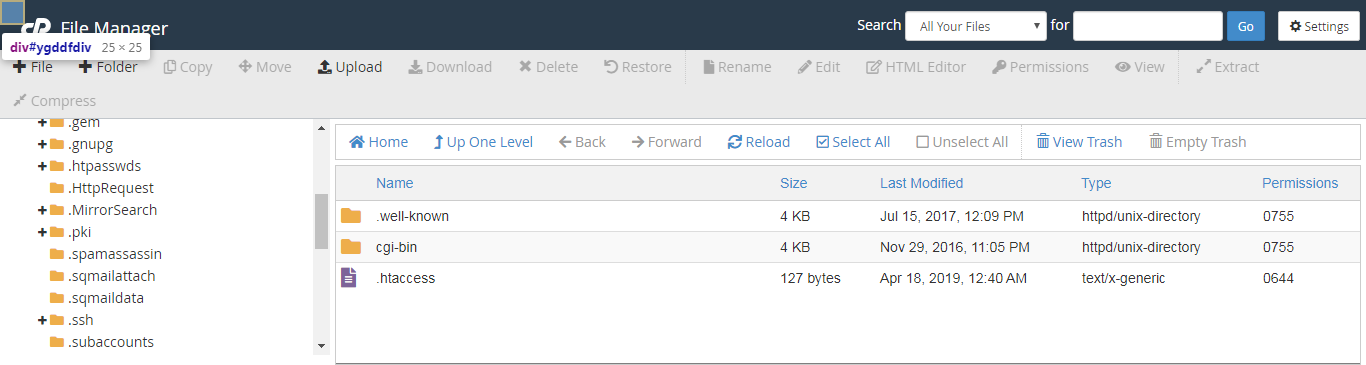 cP File Manager
Search All Your Files for Go Settings
div#ygddfdiv 25 × 25
File Folder Copy Move Upload Download Delete Restore Rename Edit HTML Editor Permissions View Extract
Compress
.gem
.gnupg
.htpasswds
.HttpRequest
.MirrorSearch
.pki
.spamassassin
.sqmailattach
.sqmaildata
.ssh
.subaccounts
Home Up One Level Back Forward Reload Select All Unselect All View Trash Empty Trash
Name Size Last Modified Type Permissions
.well-known 4 KB Jul 15, 2017, 12:09 PM httpd/unix-directory 0755
cgi-bin 4 KB Nov 29, 2016, 11:05 PM httpd/unix-directory 0755
.htaccess 127 bytes Apr 18, 2019, 12:40 AM text/x-generic 0644